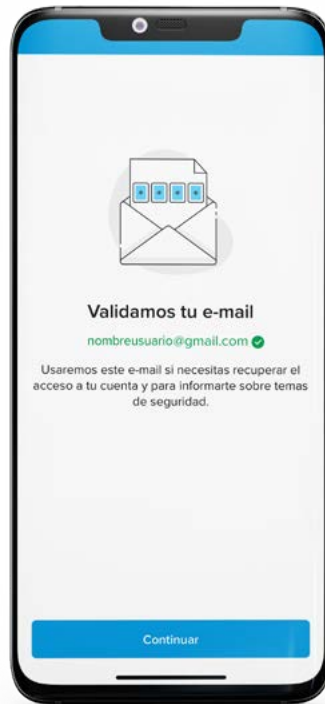 Validamos tu e-mail
nombreusuario@gmail.com
Usaremos este e-mail si necesitas recuperar el
acceso a tu cuenta y para informarte sobre temas
de seguridad.
Continuar